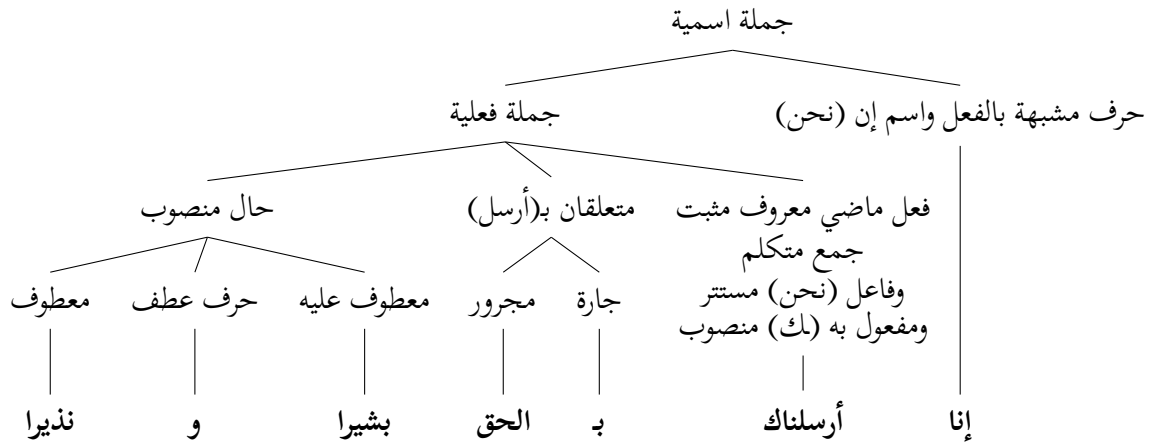 جملة اسمية
حرف مشبهة بالفعل واسم إن (نحن)
جملة فعلية
فعل ماضي معروف مثبت
جمع متكلم
وفاعل (نحن) مستتر
ومفعول به (ـك) منصوب
متعلقان بـ(أرسل)
حال منصوب
جارة
مجرور
معطوف عليه
حرف عطف
معطوف
إنا
أرسلناك
بـ
الحق
بشيرا
و
نذيرا